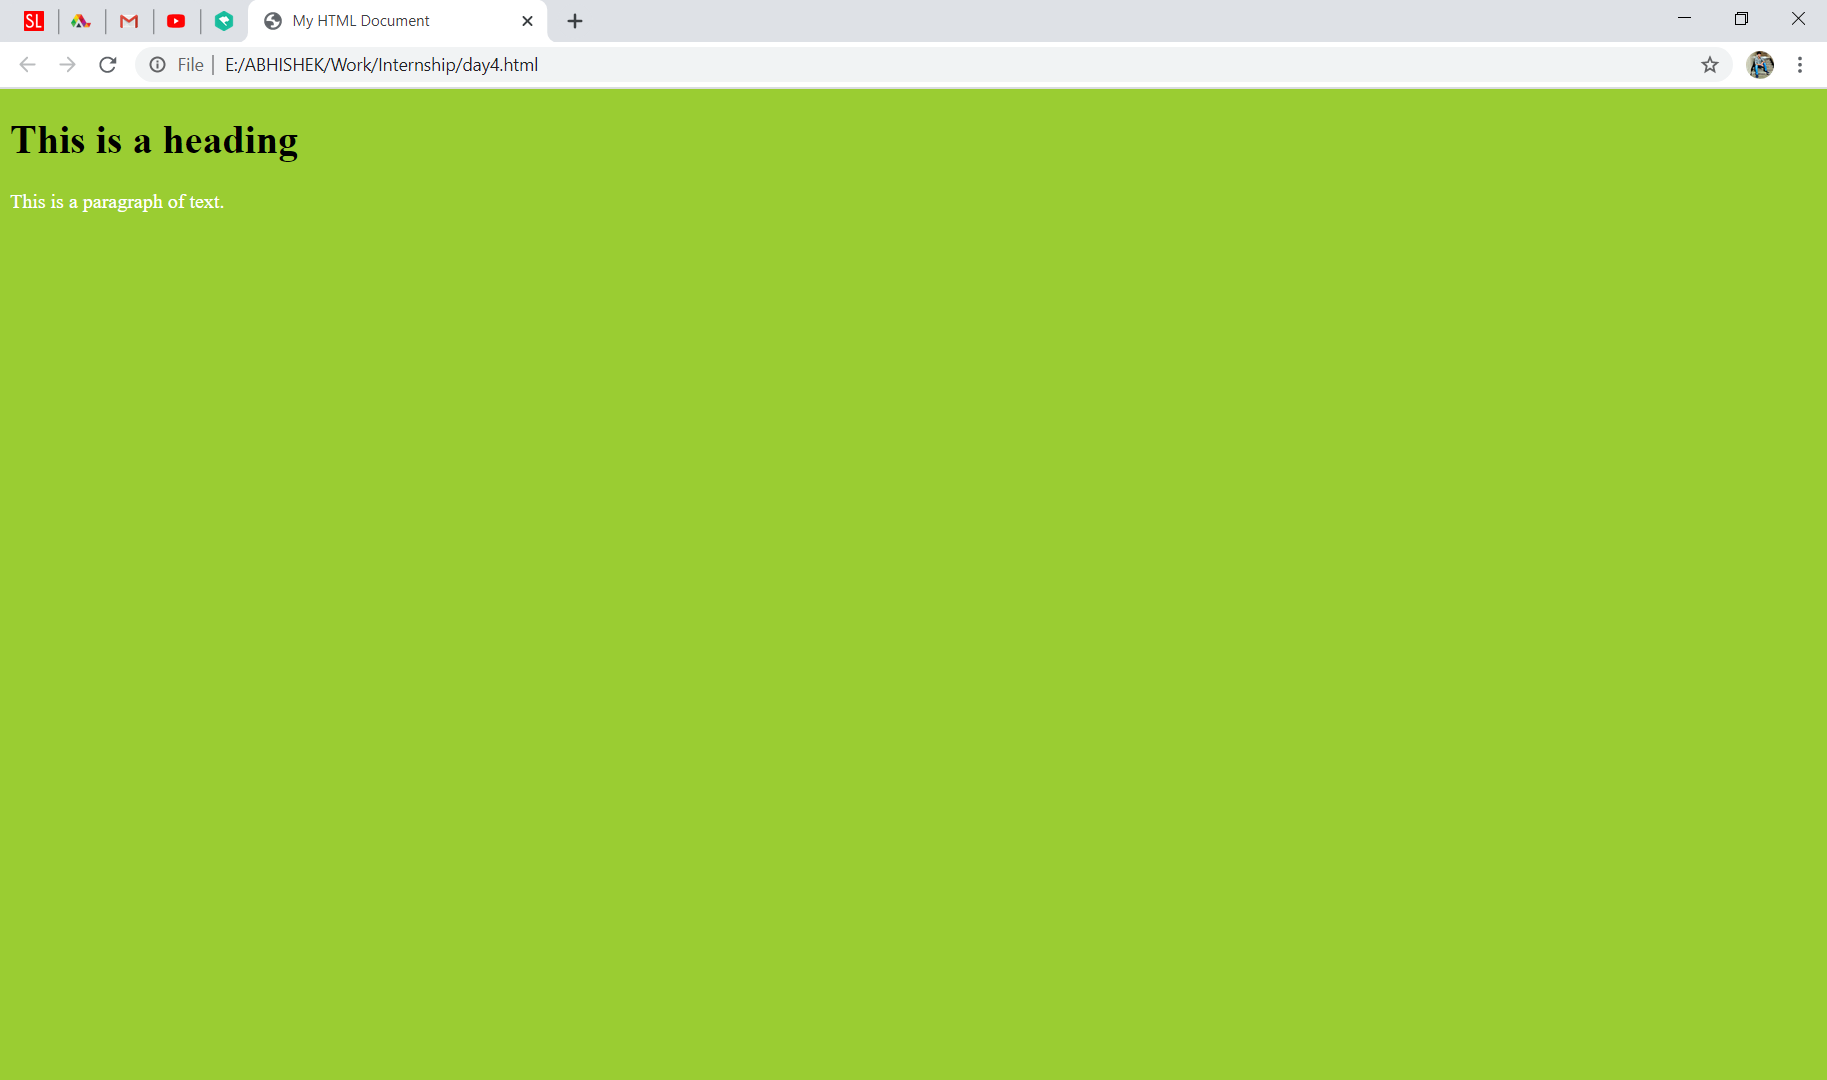 SL
My HTML Document
File | E:/ABHISHEK/Work/Internship/day4.html
This is a heading
This is a paragraph of text.